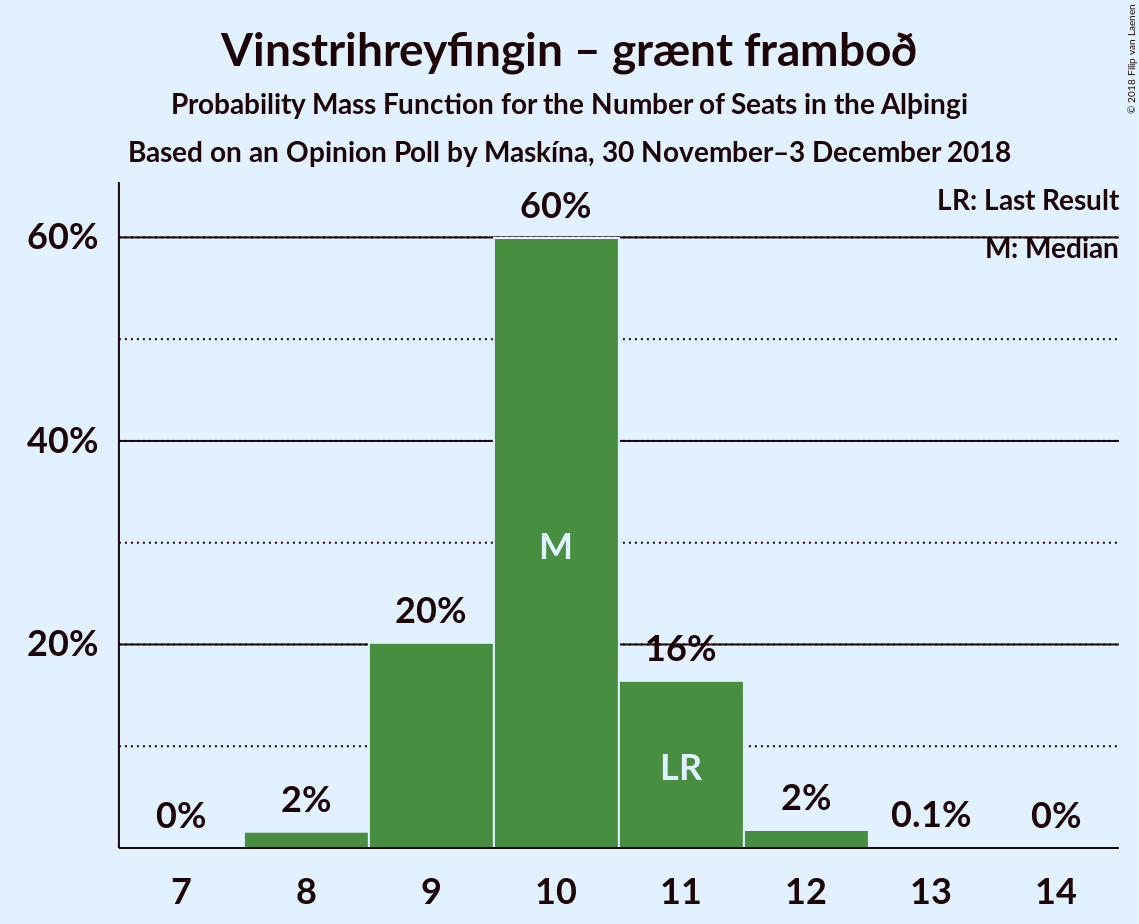 Vinstrihreyfingin – grænt framboð
Probability Mass Function for the Number of Seats in the Alþingi
Based on an Opinion Poll by Maskína, 30 November–3 December 2018
© 2018 Filip van Laenen
LR: Last Result
M: Median
60%
40%
20%
0%
2%
20%
60%
16%
2%
0.1%
0%
M
LR
7 8 9 10 11 12 13 14